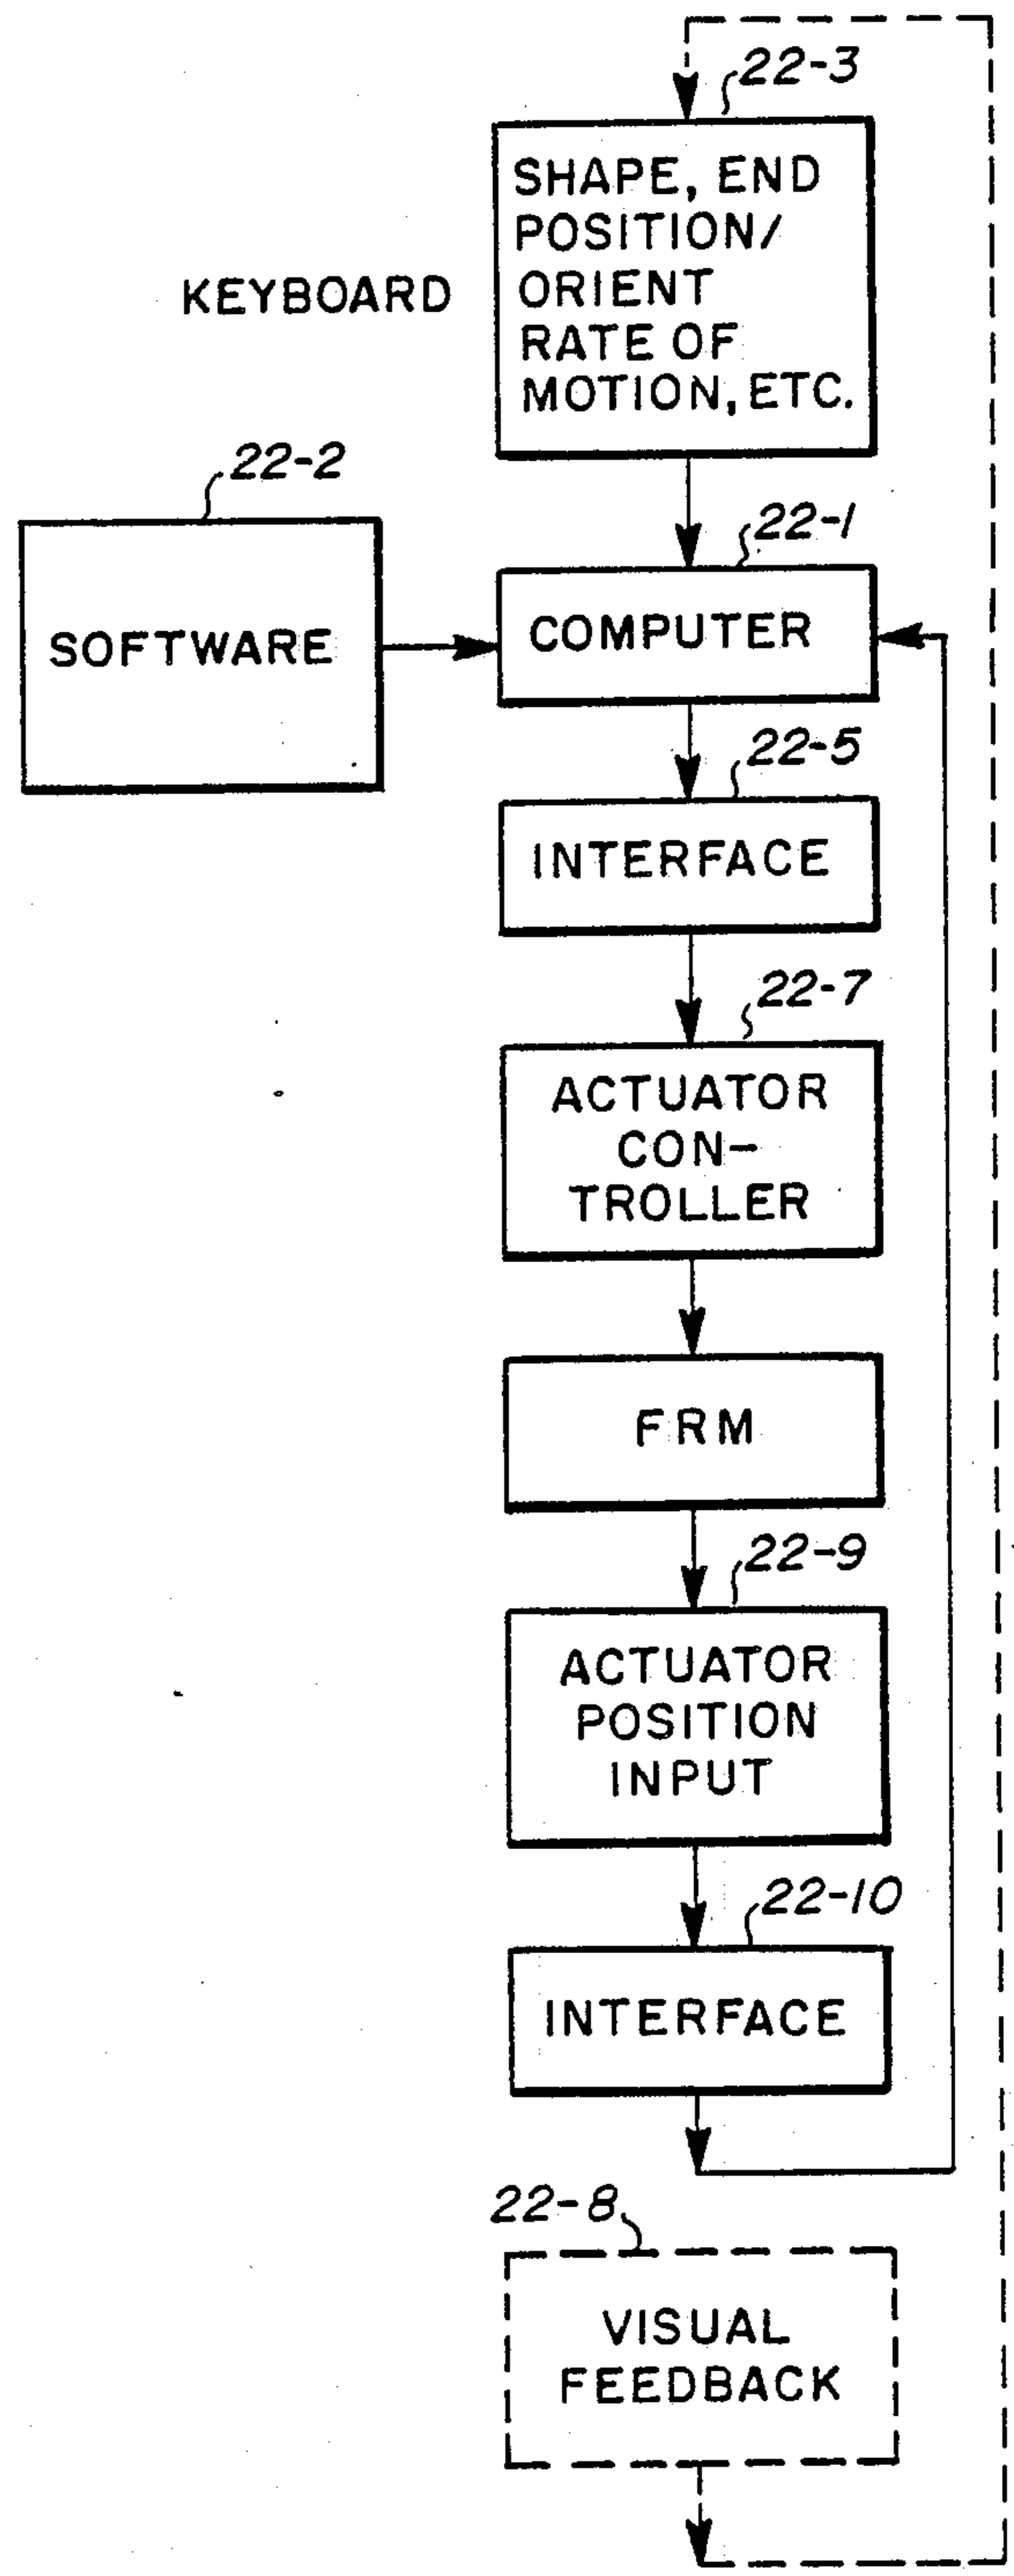 22-3
SHAPE, END
POSITION/
ORIENT
RATE OF
MOTION, ETC.
KEYBOARD
22-2
SOFTWARE
22-1
COMPUTER
22-5
INTERFACE
22-7
ACTUATOR
CON-
TROLLER
FRM
22-9
ACTUATOR
POSITION
INPUT
22-10
INTERFACE
22-8
VISUAL
FEEDBACK